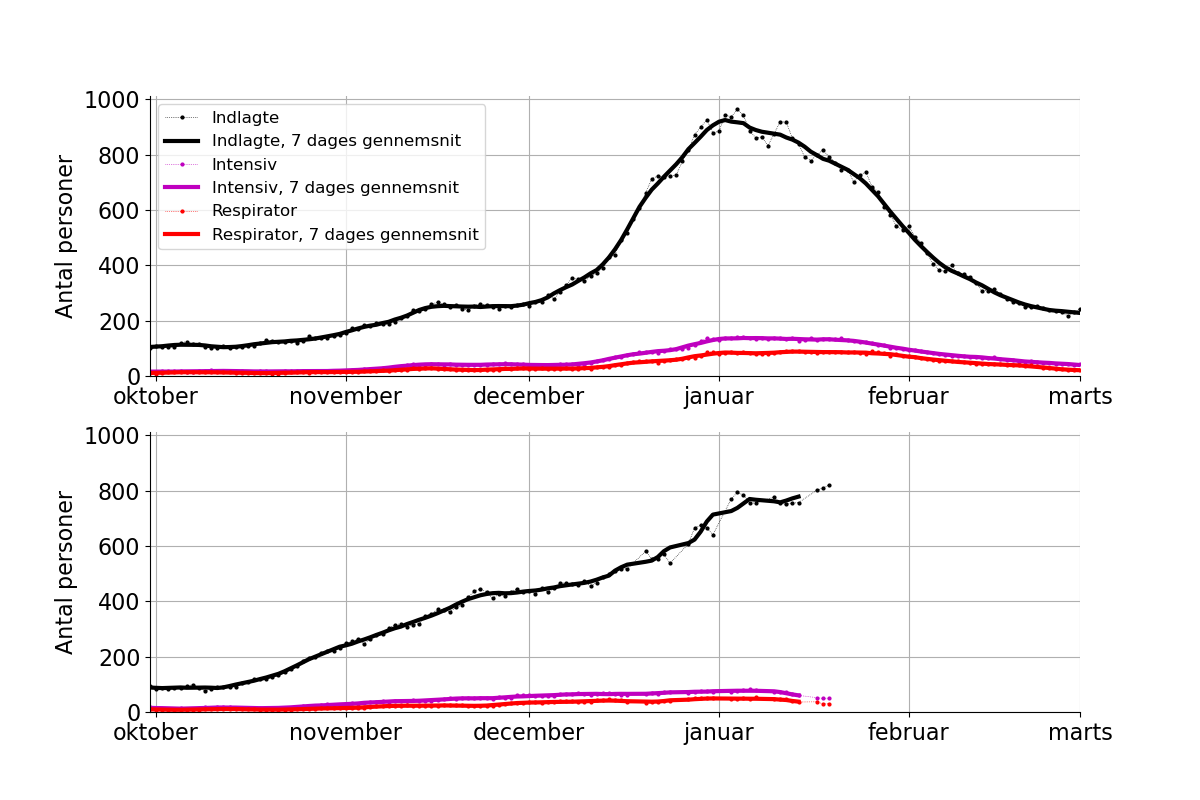 1000
800
600
400
200
0
Antal personer
Indlagte
Indlagte, 7 dages gennemsnit
Intensiv
Intensiv, 7 dages gennemsnit
Respirator
Respirator, 7 dages gennemsnit
oktober november december januar februar marts
1000
800
600
400
200
0
Antal personer
oktober november december januar februar marts